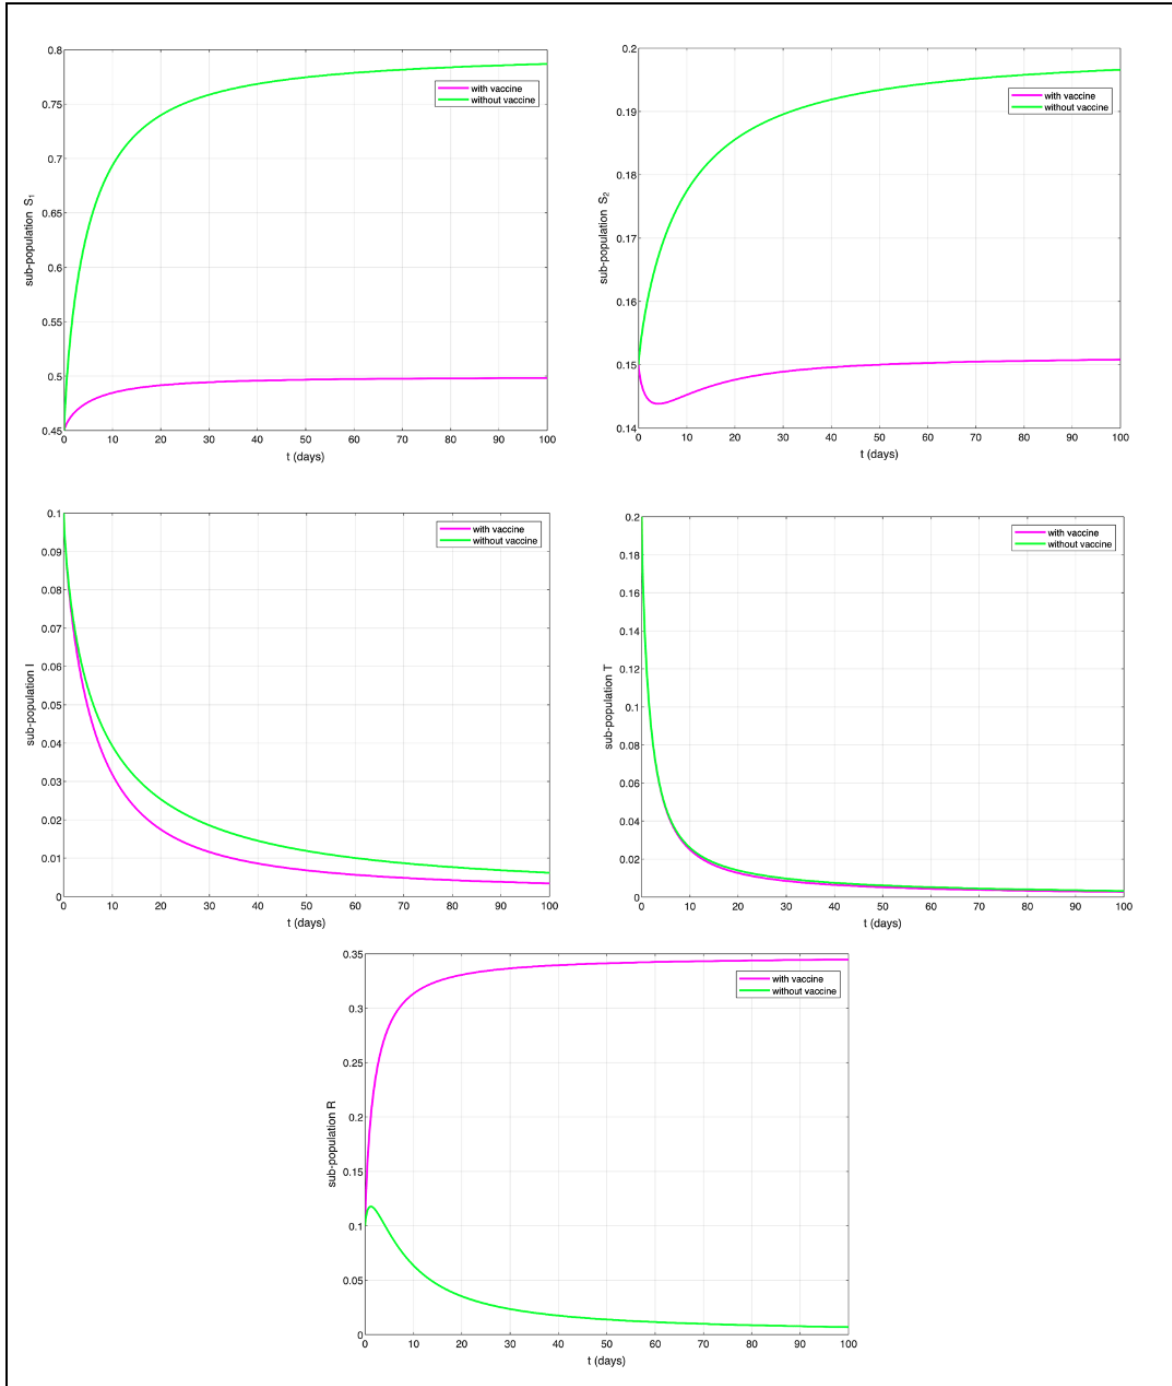 0.8
0.75
0.7
0.65
0.6
0.55
0.5
0.45
sub-population S₁
with vaccine
without vaccine
0 10 20 30 40 50 60 70 80 90 100
t (days)
0.2
0.19
0.18
0.17
0.16
0.15
0.14
sub-population S₂
with vaccine
without vaccine
0 10 20 30 40 50 60 70 80 90 100
t (days)
0.1
0.09
0.08
0.07
0.06
0.05
0.04
0.03
0.02
0.01
0
sub-population I
with vaccine
without vaccine
0 10 20 30 40 50 60 70 80 90 100
t (days)
0.2
0.18
0.16
0.14
0.12
0.1
0.08
0.06
0.04
0.02
0
sub-population T
with vaccine
without vaccine
0 10 20 30 40 50 60 70 80 90 100
t (days)
0.35
0.3
0.25
0.2
0.15
0.1
0.05
0
sub-population R
with vaccine
without vaccine
0 10 20 30 40 50 60 70 80 90 100
t (days)